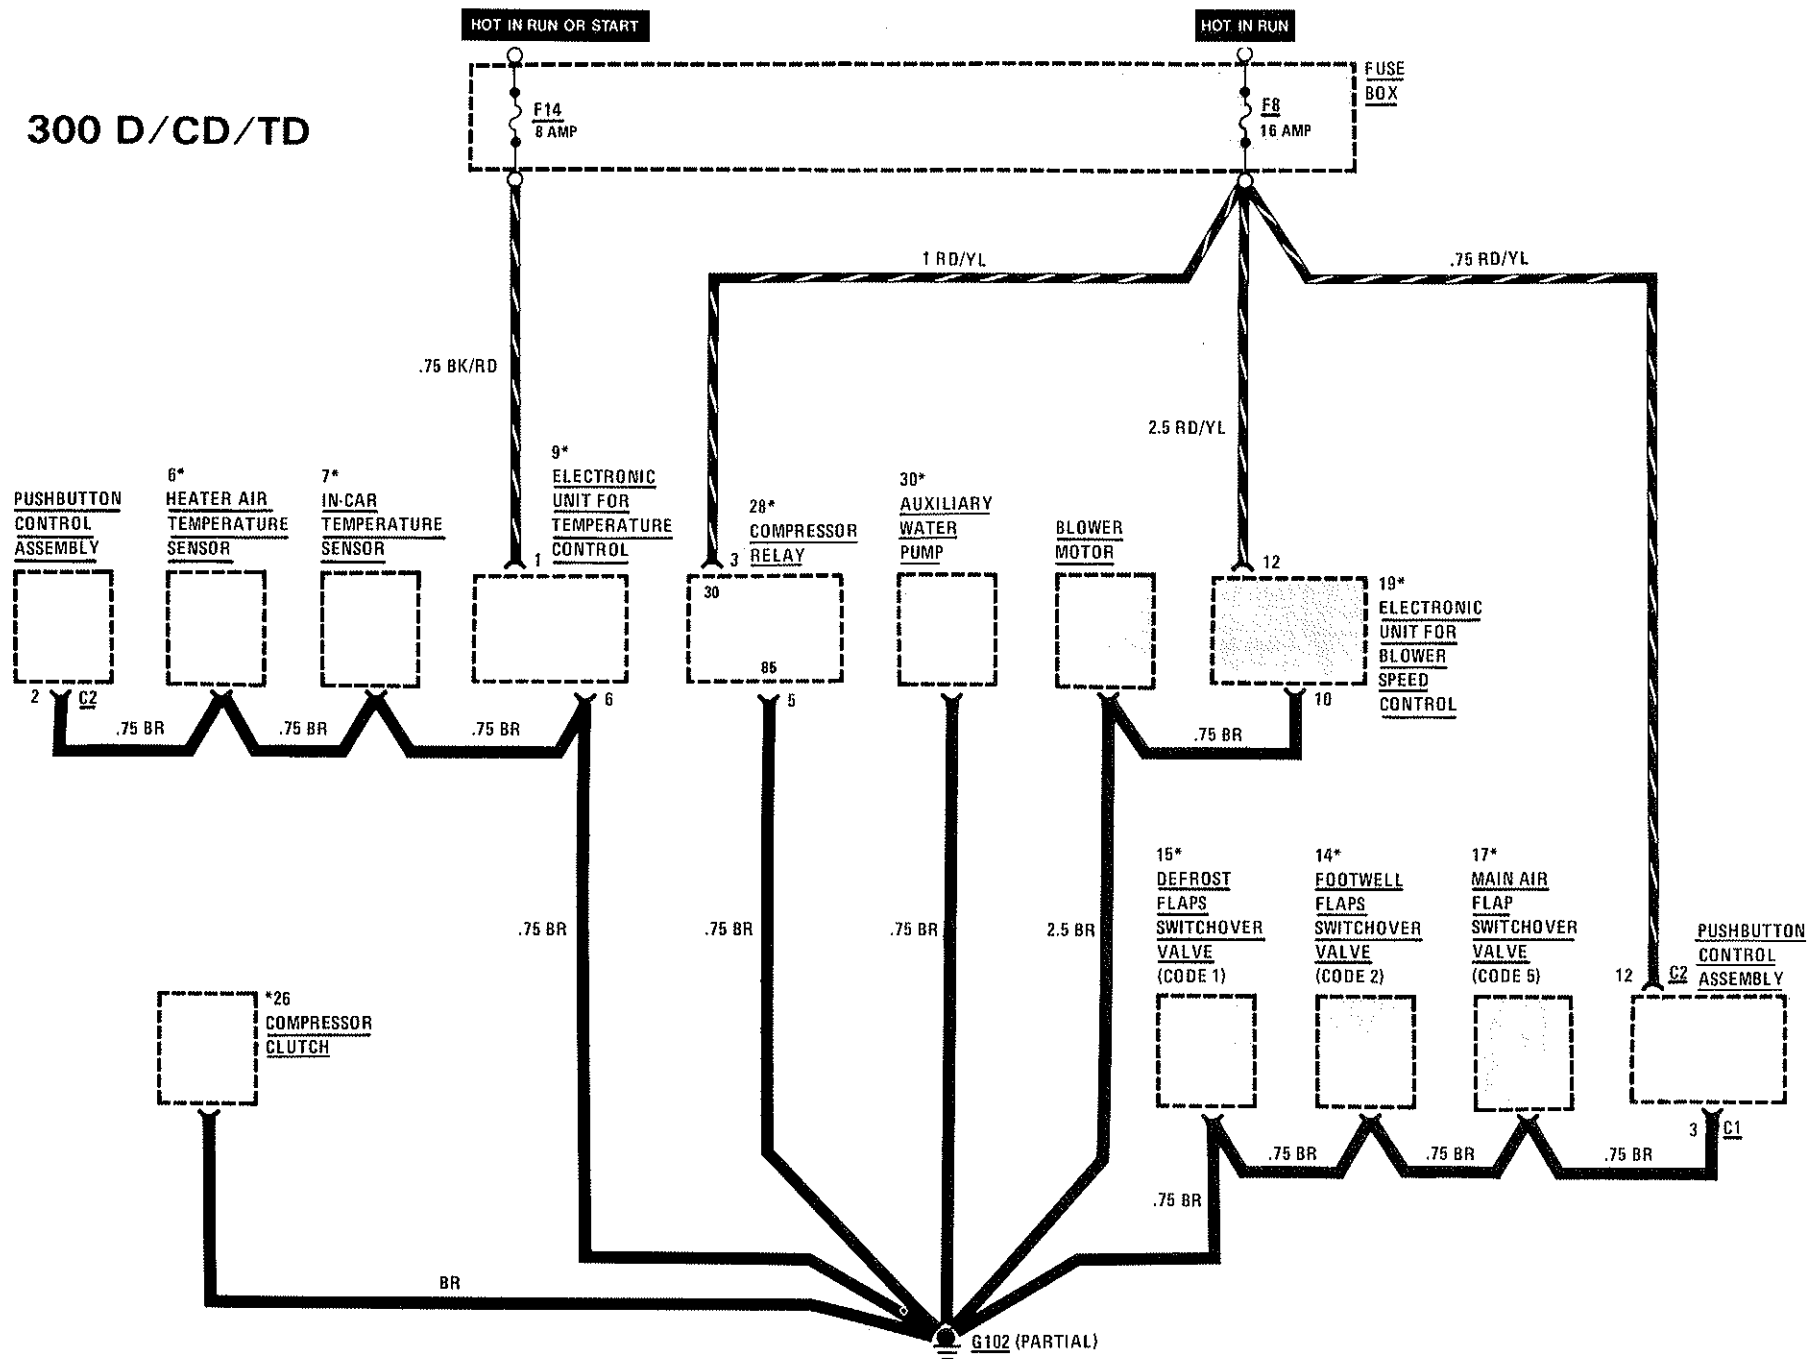 HOT IN RUN OR START
HOT IN RUN
FUSE
BOX
300 D/CD/TD
F14
8 AMP
F8
16 AMP
1 RD/YL
.75 RD/YL
.75 BK/RD
2.5 RD/YL
PUSHBUTTON
CONTROL
ASSEMBLY
6*
HEATER AIR
TEMPERATURE
SENSOR
7*
IN-CAR
TEMPERATURE
SENSOR
9*
ELECTRONIC
UNIT FOR
TEMPERATURE
CONTROL
1
28*
COMPRESSOR
RELAY
3
30
85
30*
AUXILIARY
WATER
PUMP
BLOWER
MOTOR
12
19*
ELECTRONIC
UNIT FOR
BLOWER
SPEED
CONTROL
2
C2
6
5
10
.75 BR
.75 BR
.75 BR
.75 BR
.75 BR
.75 BR
.75 BR
2.5 BR
15*
DEFROST
FLAPS
SWITCHOVER
VALVE
(CODE 1)
14*
FOOTWELL
FLAPS
SWITCHOVER
VALVE
(CODE 2)
17*
MAIN AIR
FLAP
SWITCHOVER
VALVE
(CODE 5)
12
C2
PUSHBUTTON
CONTROL
ASSEMBLY
*26
COMPRESSOR
CLUTCH
3
C1
.75 BR
.75 BR
.75 BR
.75 BR
BR
G102 (PARTIAL)